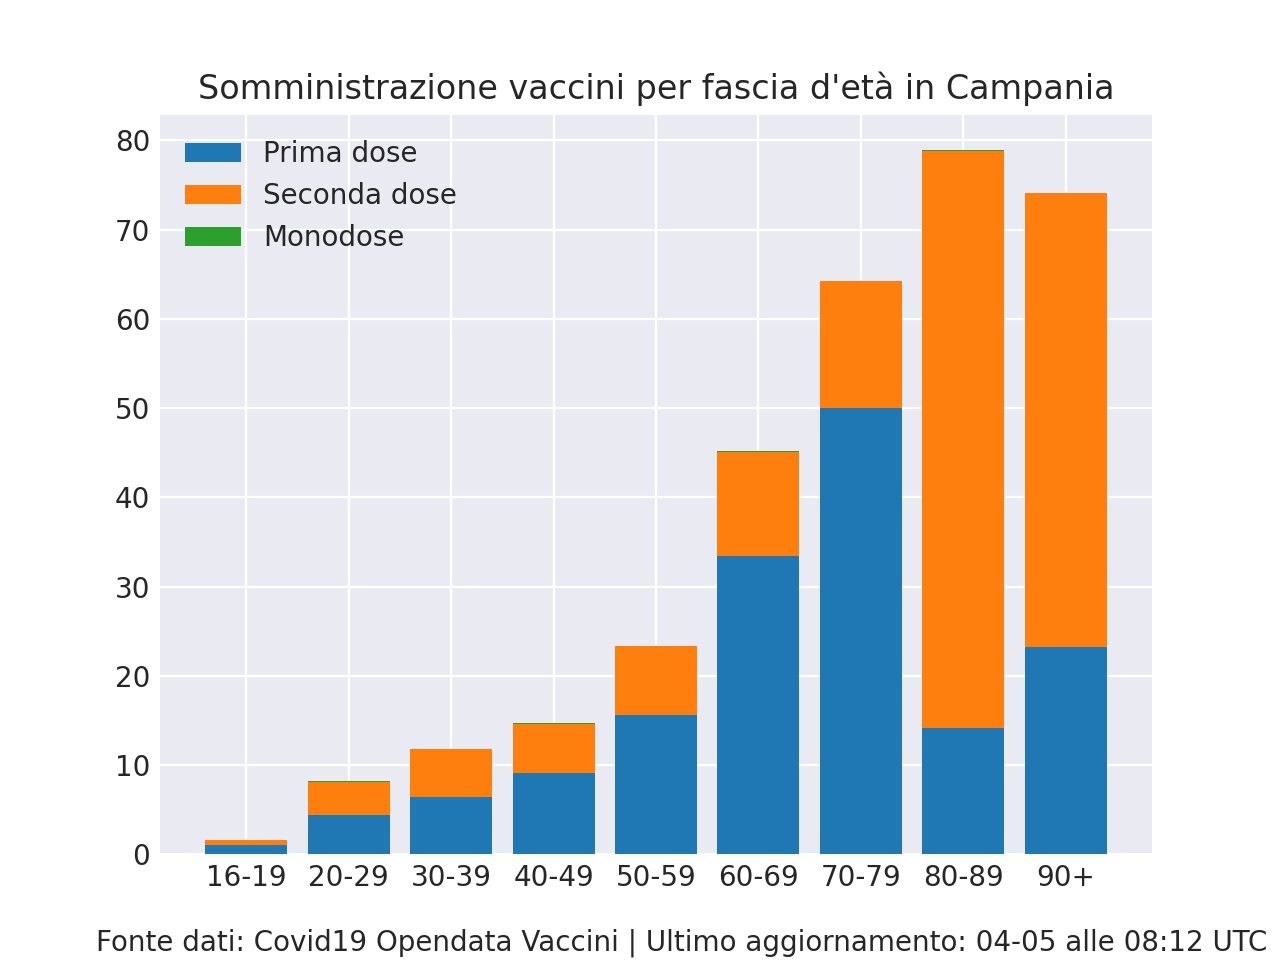 Somministrazione vaccini per fascia d'età in Campania
80
70
60
50
40
30
20
10
0
Prima dose
Seconda dose
Monodose
16-19 20-29 30-39 40-49 50-59 60-69 70-79 80-89 90+
Fonte dati: Covid19 Opendata Vaccini | Ultimo aggiornamento: 04-05 alle 08:12 UTC